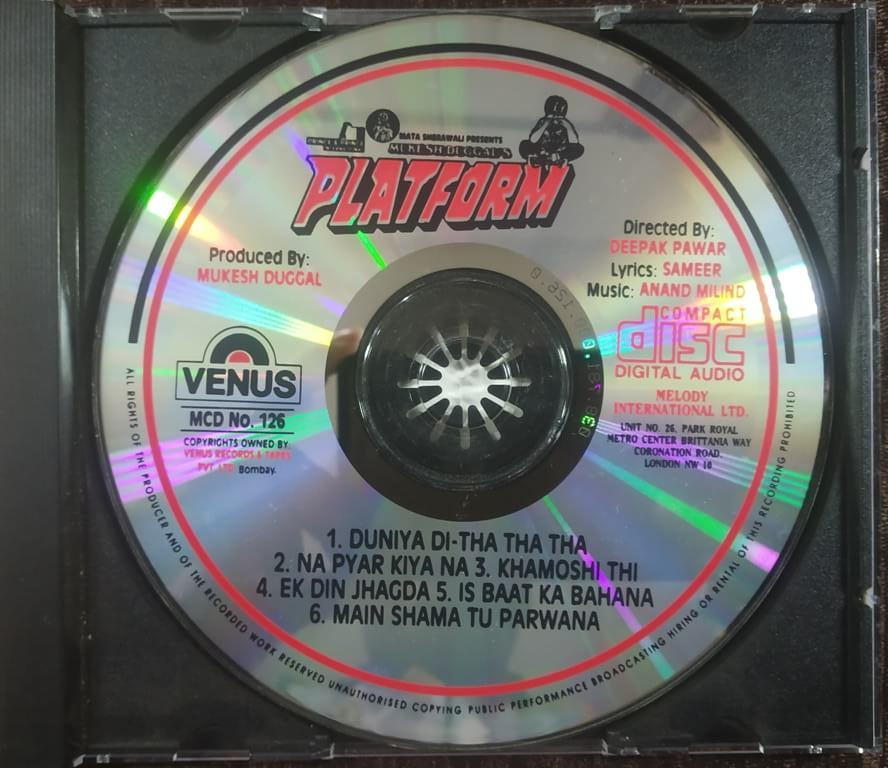 MATA SHERAWALI PRESENTS
MUKESH DUGGAL'S
PLATFORM
Produced By:
MUKESH DUGGAL
Directed By:
DEEPAK PAWAR
Lyrics: SAMEER
Music: ANAND MILIND
COMPACT
disc
DIGITAL AUDIO
VENUS
MCD No. 126
COPYRIGHTS OWNED BY
VENUS RECORDS & TAPES
PVT. LTD. Bombay.
MELODY
INTERNATIONAL LTD.
UNIT NO. 26, PARK ROYAL
METRO CENTER BRITTANIA WAY
CORONATION ROAD.
LONDON NW 10
1. DUNIYA DI-THA THA THA
2. NA PYAR KIYA NA 3. KHAMOSHI THI
4. EK DIN JHAGDA 5. IS BAAT KA BAHANA
6. MAIN SHAMA TU PARWANA
ALL RIGHTS OF THE PRODUCER AND OF THE RECORDED WORK RESERVED UNAUTHORISED COPYING PUBLIC PERFORMANCE BROADCASTING HIRING OR RENTAL OF THIS RECORDING PROHIBITED